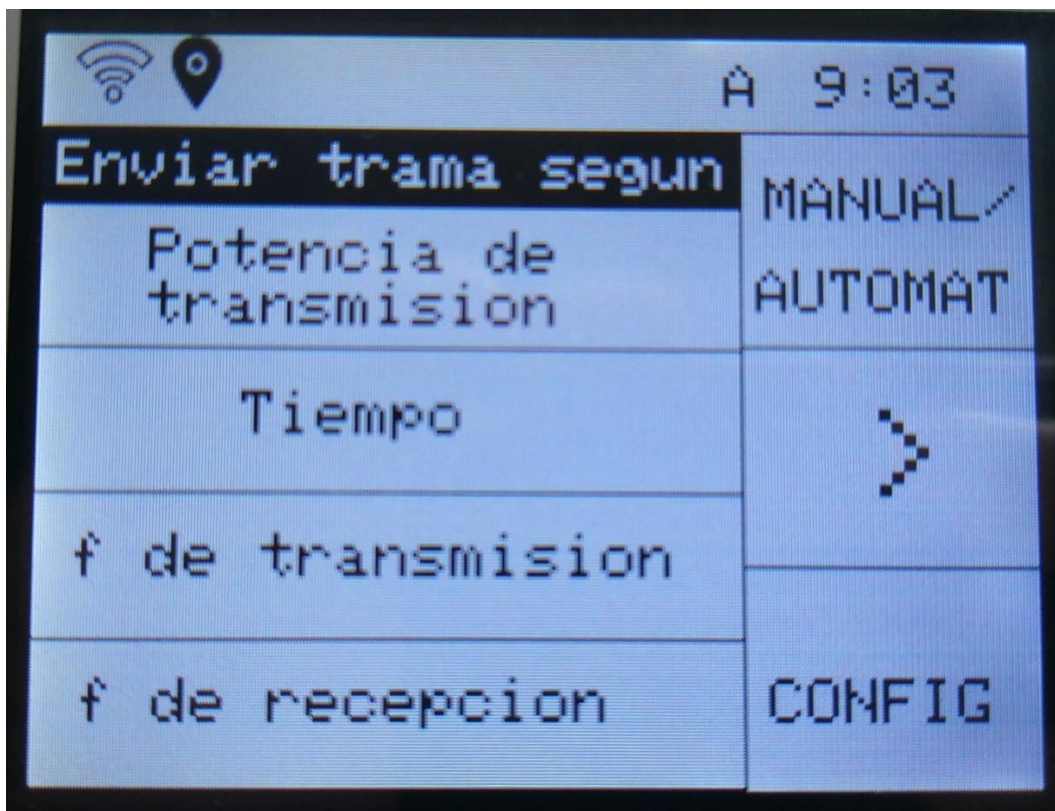 A 9:03
Enviar trama segun
Potencia de
transmision
Tiempo
f de transmision
f de recepcion
MANUAL/
AUTOMAT
>
CONFIG